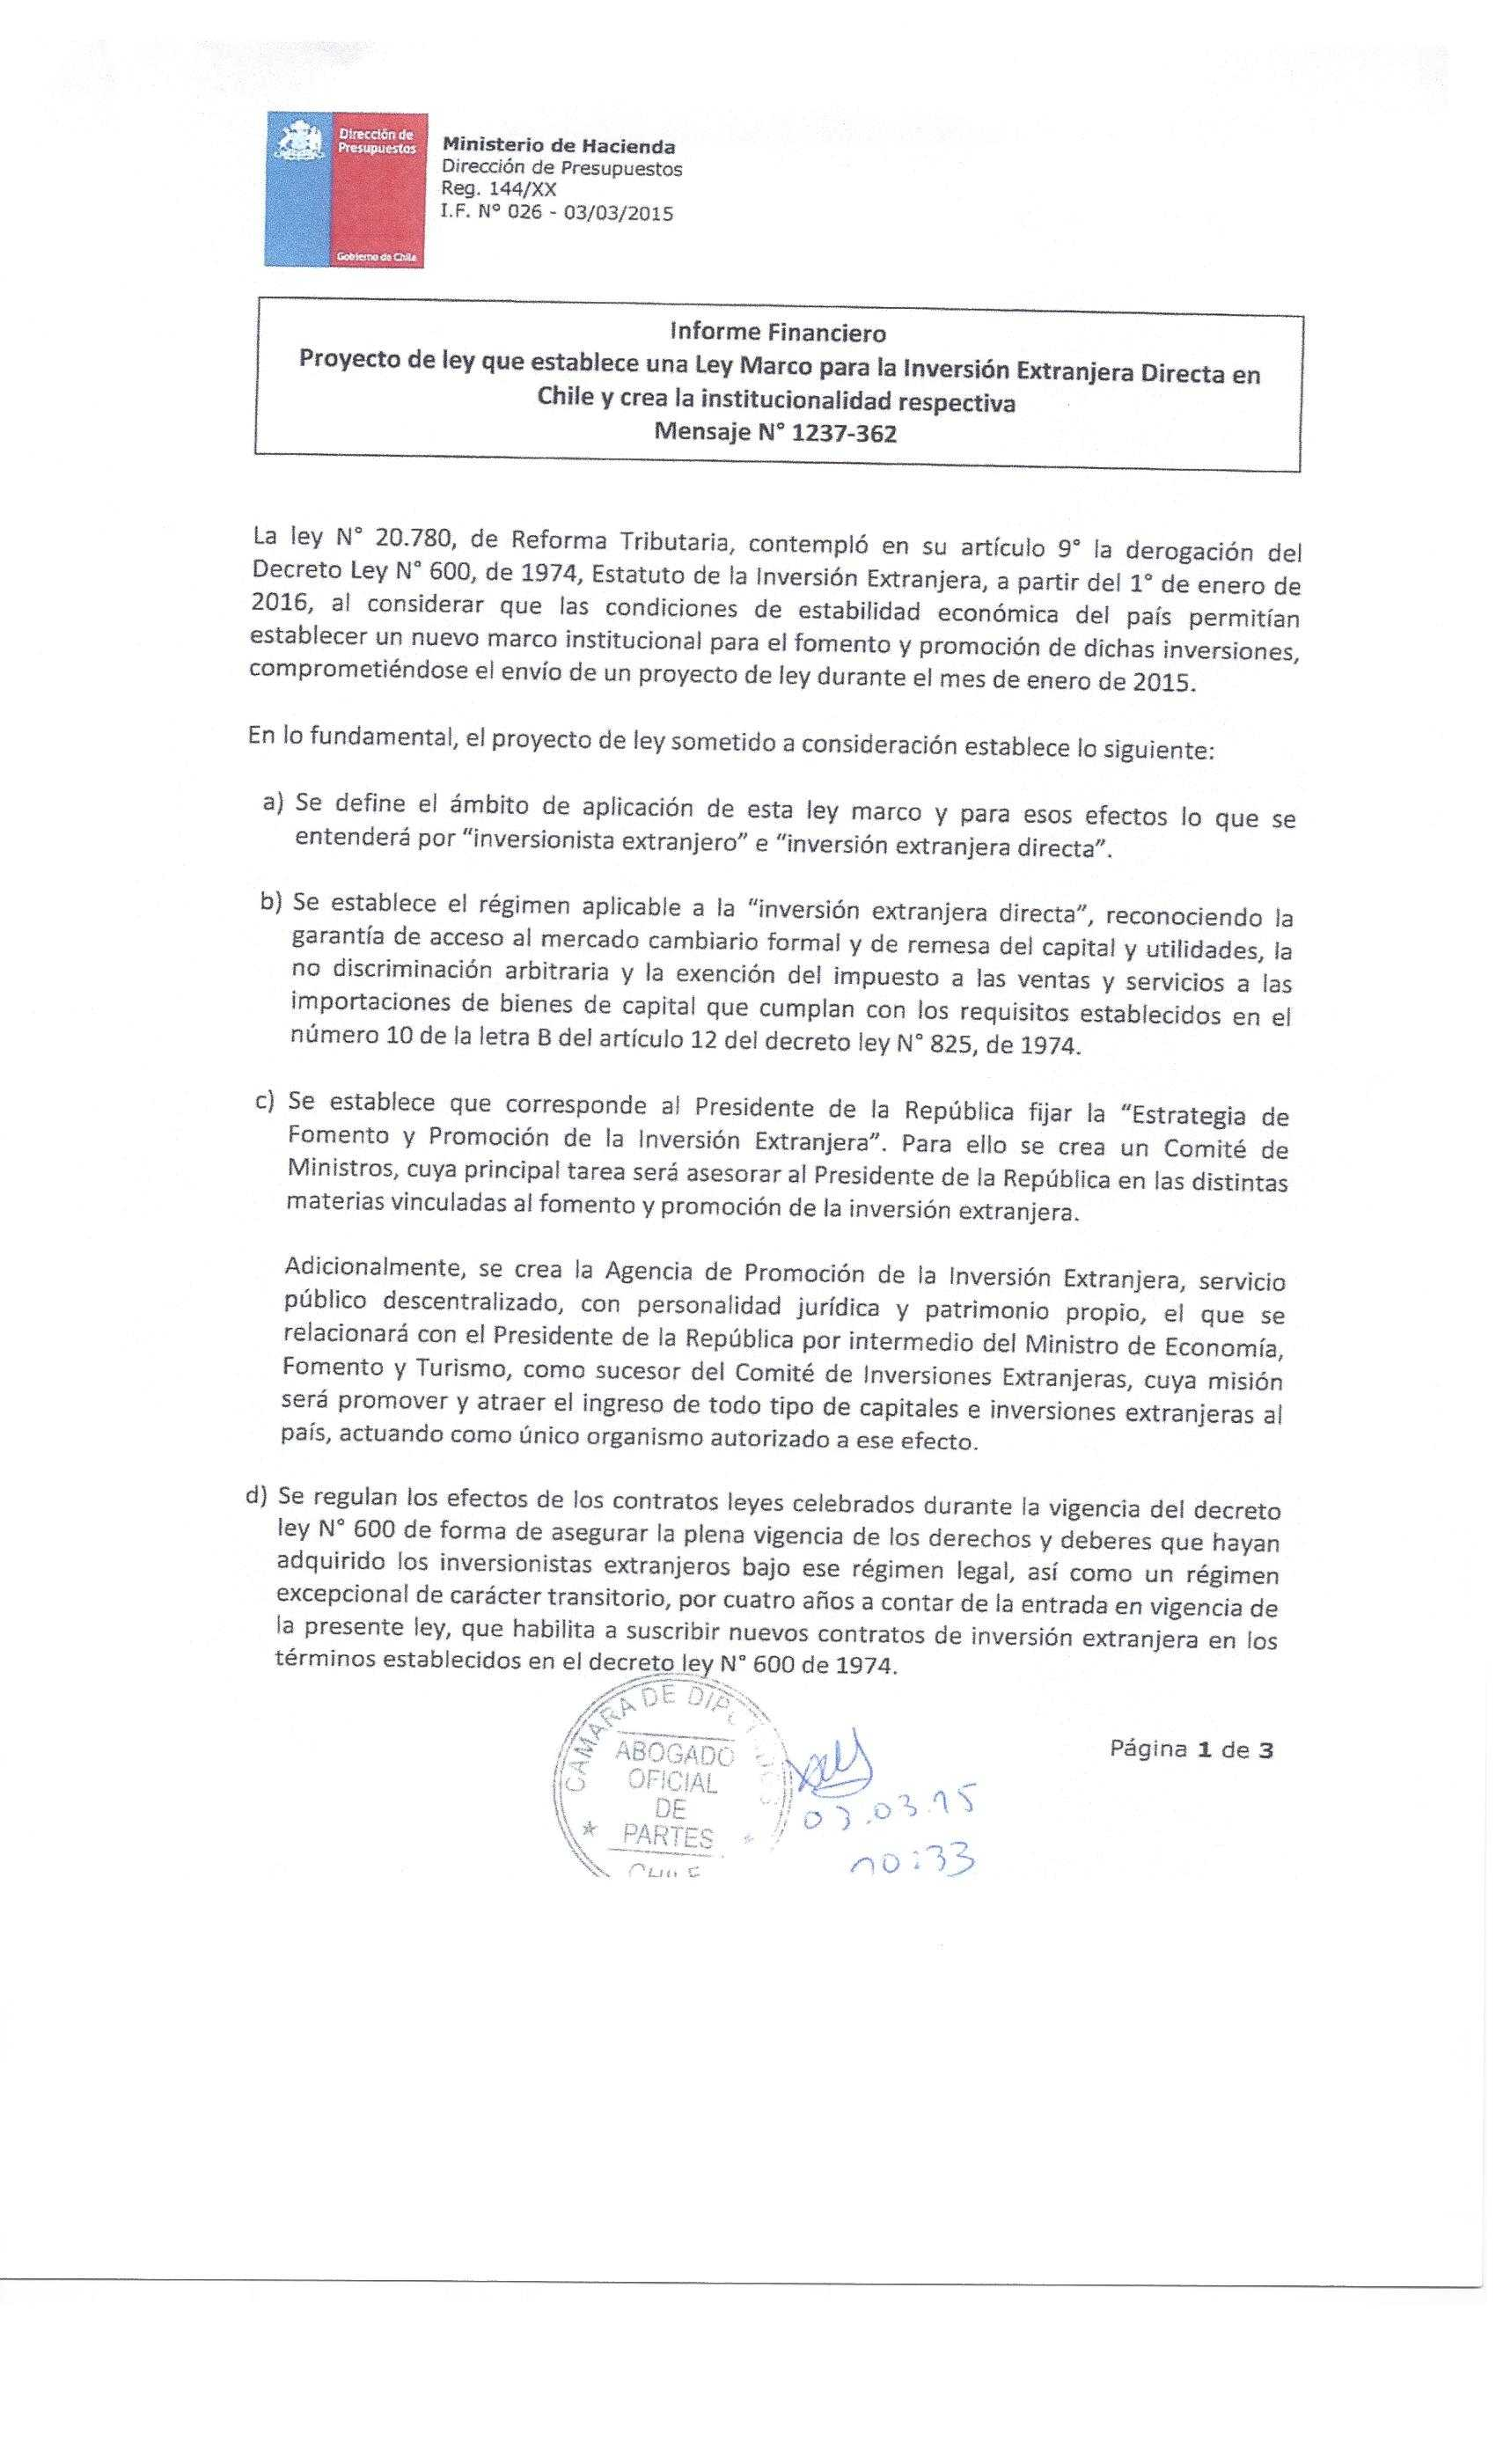 Dirección de
Presupuestos
Gobierno de Chile
Ministerio de Hacienda
Dirección de Presupuestos
Reg. 144/XX
I.F. N° 026 - 03/03/2015
Informe Financiero
Proyecto de ley que establece una Ley Marco para la Inversión Extranjera Directa en
Chile y crea la institucionalidad respectiva
Mensaje N° 1237-362
La ley N° 20.780, de Reforma Tributaria, contempló en su artículo 9° la derogación del
Decreto Ley N° 600, de 1974, Estatuto de la Inversión Extranjera, a partir del 1° de enero de
2016, al considerar que las condiciones de estabilidad económica del país permitían
establecer un nuevo marco institucional para el fomento y promoción de dichas inversiones,
comprometiéndose el envío de un proyecto de ley durante el mes de enero de 2015.
En lo fundamental, el proyecto de ley sometido a consideración establece lo siguiente:
a) Se define el ámbito de aplicación de esta ley marco y para esos efectos lo que se
entenderá por “inversionista extranjero” e “inversión extranjera directa”.
b) Se establece el régimen aplicable a la “inversión extranjera directa”, reconociendo la
garantía de acceso al mercado cambiario formal y de remesa del capital y utilidades, la
no discriminación arbitraria y la exención del impuesto a las ventas y servicios a las
importaciones de bienes de capital que cumplan con los requisitos establecidos en el
número 10 de la letra B del artículo 12 del decreto ley N° 825, de 1974.
c) Se establece que corresponde al Presidente de la República fijar la “Estrategia de
Fomento y Promoción de la Inversión Extranjera”. Para ello se crea un Comité de
Ministros, cuya principal tarea será asesorar al Presidente de la República en las distintas
materias vinculadas al fomento y promoción de la inversión extranjera.
Adicionalmente, se crea la Agencia de Promoción de la Inversión Extranjera, servicio
público descentralizado, con personalidad jurídica y patrimonio propio, el que se
relacionará con el Presidente de la República por intermedio del Ministro de Economía,
Fomento y Turismo, como sucesor del Comité de Inversiones Extranjeras, cuya misión
será promover y atraer el ingreso de todo tipo de capitales e inversiones extranjeras al
país, actuando como único organismo autorizado a ese efecto.
d) Se regulan los efectos de los contratos leyes celebrados durante la vigencia del decreto
ley N° 600 de forma de asegurar la plena vigencia de los derechos y deberes que hayan
adquirido los inversionistas extranjeros bajo ese régimen legal, así como un régimen
excepcional de carácter transitorio, por cuatro años a contar de la entrada en vigencia de
la presente ley, que habilita a suscribir nuevos contratos de inversión extranjera en los
términos establecidos en el decreto ley N° 600 de 1974.
CAMARA DE
ABOGADO
OFICIAL
DE
PARTES
Página 1 de 3
03.03.15
10:33